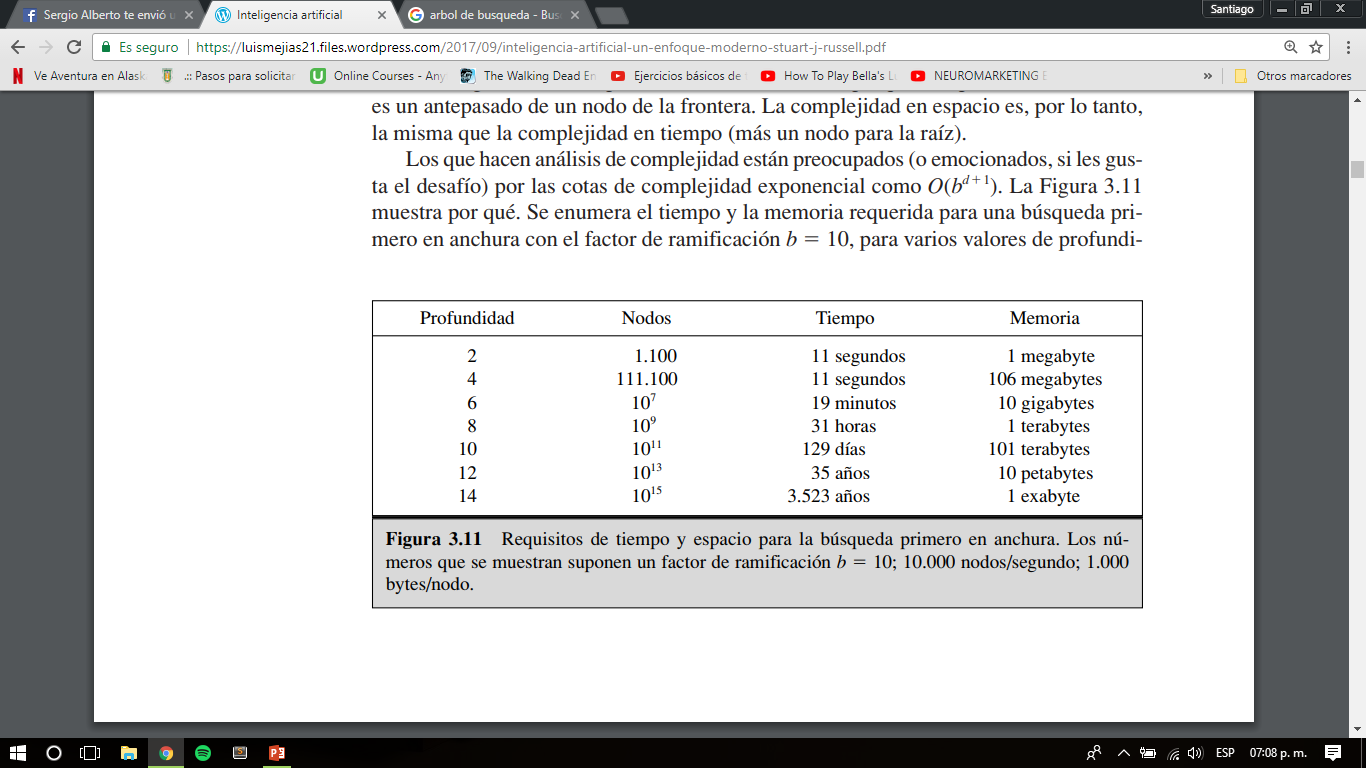 Sergio Alberto te envió u
Inteligencia artificial
arbol de busqueda - Bus
Santiago
Es seguro | https://luismejias21.files.wordpress.com/2017/09/inteligencia-artificial-un-enfoque-moderno-stuart-j-russell.pdf
Ve Aventura en Alask
.:: Pasos para solicitar
Online Courses - Any
The Walking Dead En
Ejercicios básicos de
How To Play Bella's L
NEUROMARKETING E
»
Otros marcadores
es un antepasado de un nodo de la frontera. La complejidad en espacio es, por lo tanto,
la misma que la complejidad en tiempo (más un nodo para la raíz).
Los que hacen análisis de complejidad están preocupados (o emocionados, si les gus-
ta el desafío) por las cotas de complejidad exponencial como O(b^{d+1}). La Figura 3.11
muestra por qué. Se enumera el tiempo y la memoria requerida para una búsqueda pri-
mero en anchura con el factor de ramificación b = 10, para varios valores de profundi-
Profundidad Nodos Tiempo Memoria
2 1.100 11 segundos 1 megabyte
4 111.100 11 segundos 106 megabytes
6 10⁷ 19 minutos 10 gigabytes
8 10⁹ 31 horas 1 terabytes
10 10¹¹ 129 días 101 terabytes
12 10¹³ 35 años 10 petabytes
14 10¹⁵ 3.523 años 1 exabyte
Figura 3.11 Requisitos de tiempo y espacio para la búsqueda primero en anchura. Los nú-
meros que se muestran suponen un factor de ramificación b = 10; 10.000 nodos/segundo; 1.000
bytes/nodo.
ESP
07:08 p. m.